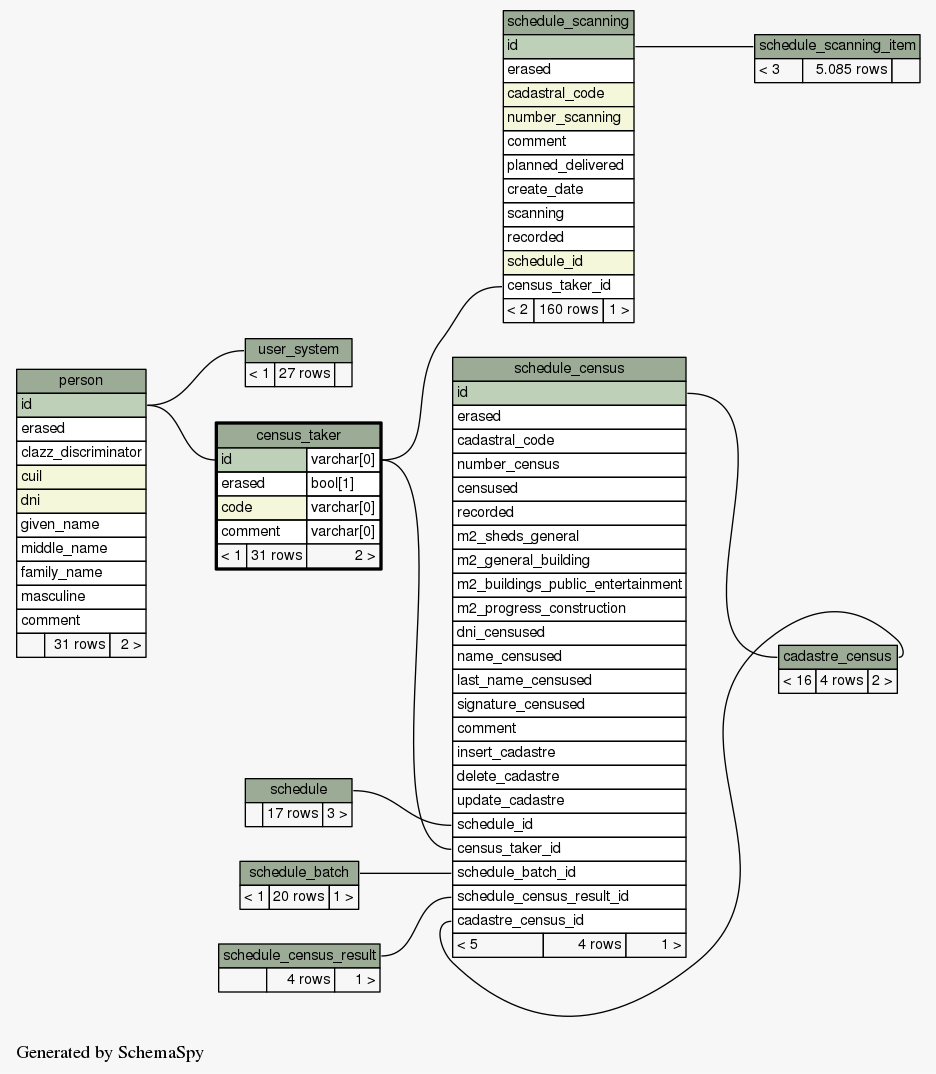 schedule_scanning
id
erased
cadastral_code
number_scanning
comment
planned_delivered
create_date
scanning
recorded
schedule_id
census_taker_id
< 2 160 rows 1 >
schedule_scanning_item
< 3 5.085 rows
user_system
< 1 27 rows
person
id
erased
clazz_discriminator
cuil
dni
given_name
middle_name
family_name
masculine
comment
31 rows 2 >
census_taker
id varchar[0]
erased bool[1]
code varchar[0]
comment varchar[0]
< 1 31 rows 2 >
schedule_census
id
erased
cadastral_code
number_census
censused
recorded
m2_sheds_general
m2_general_building
m2_buildings_public_entertainment
m2_progress_construction
dni_censused
name_censused
last_name_censused
signature_censused
comment
insert_cadastre
delete_cadastre
update_cadastre
schedule_id
census_taker_id
schedule_batch_id
schedule_census_result_id
cadastre_census_id
< 5 4 rows 1 >
cadastre_census
< 16 4 rows 2 >
schedule
17 rows 3 >
schedule_batch
< 1 20 rows 1 >
schedule_census_result
4 rows 1 >
Generated by SchemaSpy